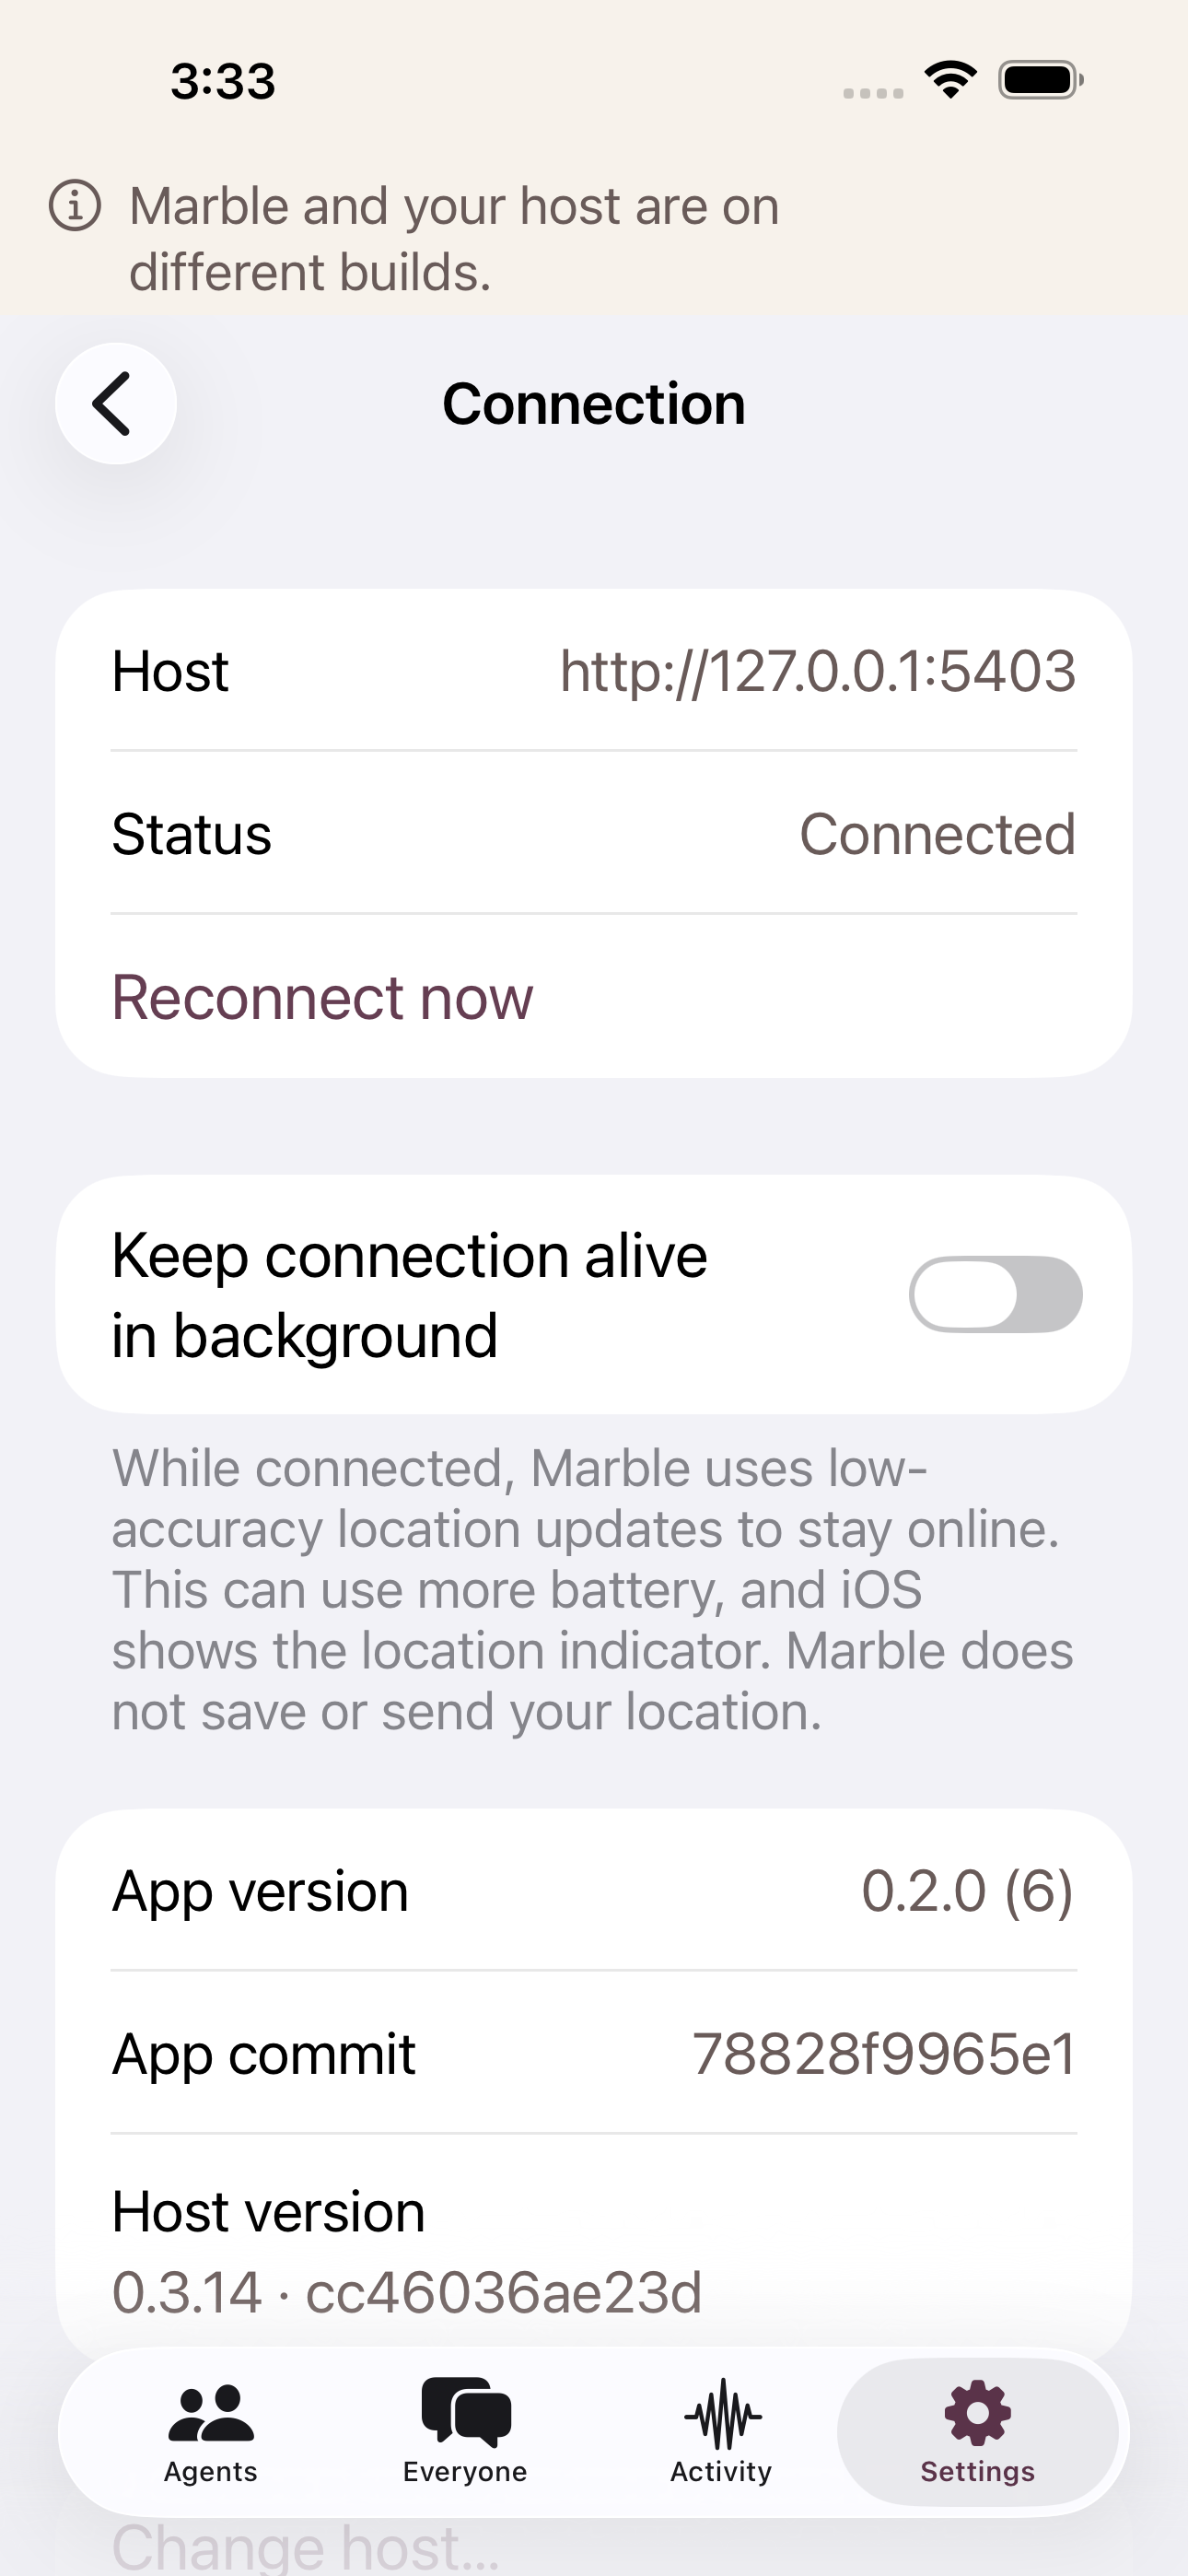 3:33
Marble and your host are on
different builds.
Connection
Host http://127.0.0.1:5403
Status Connected
Reconnect now
Keep connection alive
in background
While connected, Marble uses low-
accuracy location updates to stay online.
This can use more battery, and iOS
shows the location indicator. Marble does
not save or send your location.
App version 0.2.0 (6)
App commit 78828f9965e1
Host version
0.3.14 · cc46036ae23d
Agents Everyone Activity Settings
Change host...